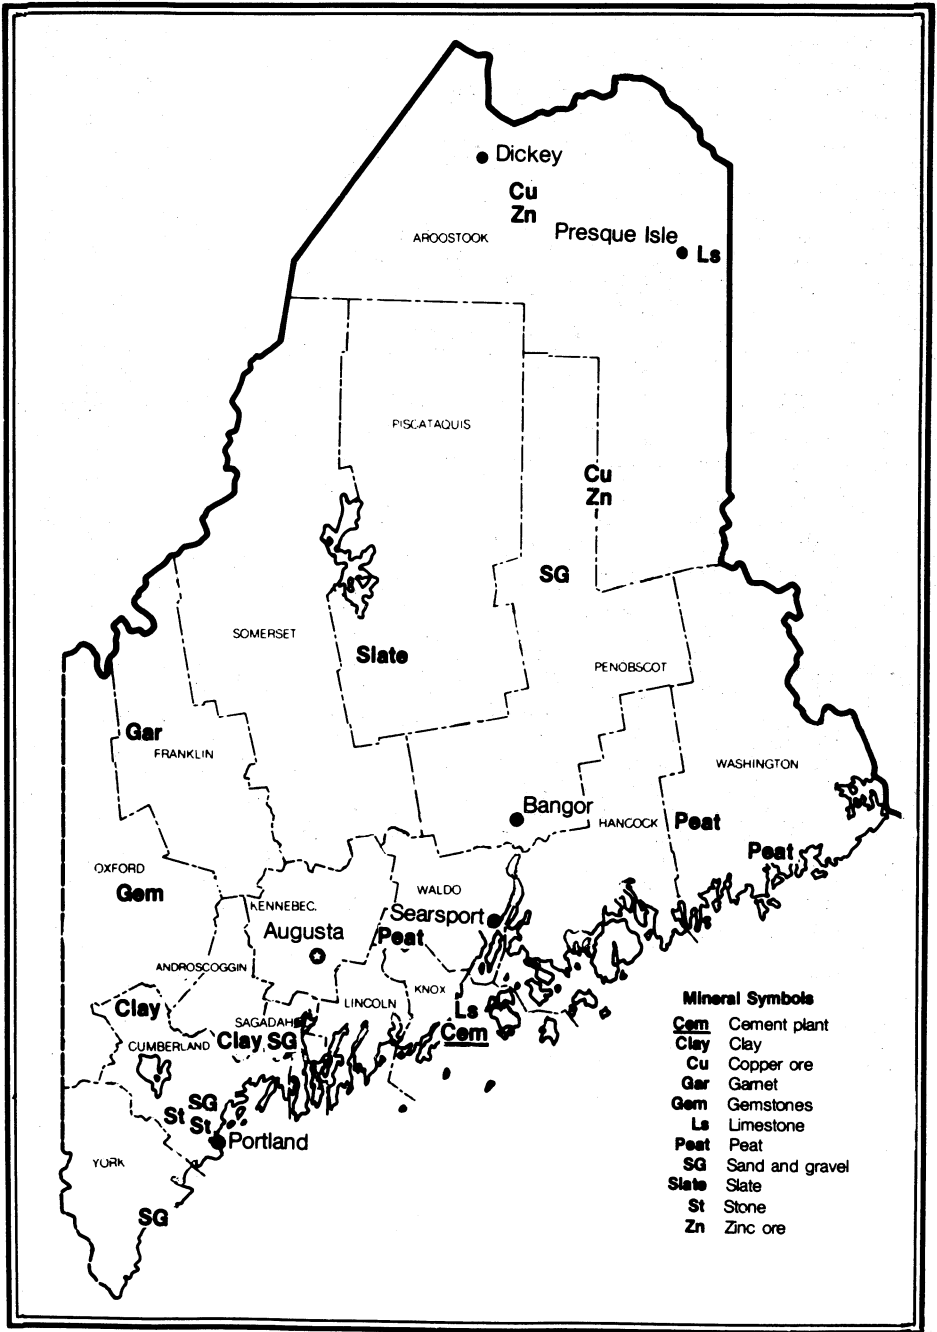 Dickey
Cu
Zn
Presque Isle
AROOSTOOK
Ls
PISCATAQUIS
Cu
Zn
SG
SOMERSET
Slate
PENOBSCOT
Gar
FRANKLIN
WASHINGTON
Bangor
HANCOCK
Peat
Peat
OXFORD
Gem
WALDO
KENNEBEC
Searsport
Augusta
Peat
ANDROSCOGGIN
KNOX
LINCOLN
Clay
Ls
Cem
SAGADAH
Clay SG
CUMBERLAND
SG
St
St
Portland
YORK
SG
Mineral Symbols
Cem Cement plant
Clay Clay
Cu Copper ore
Gar Garnet
Gem Gemstones
Ls Limestone
Peat Peat
SG Sand and gravel
Slate Slate
St Stone
Zn Zinc ore